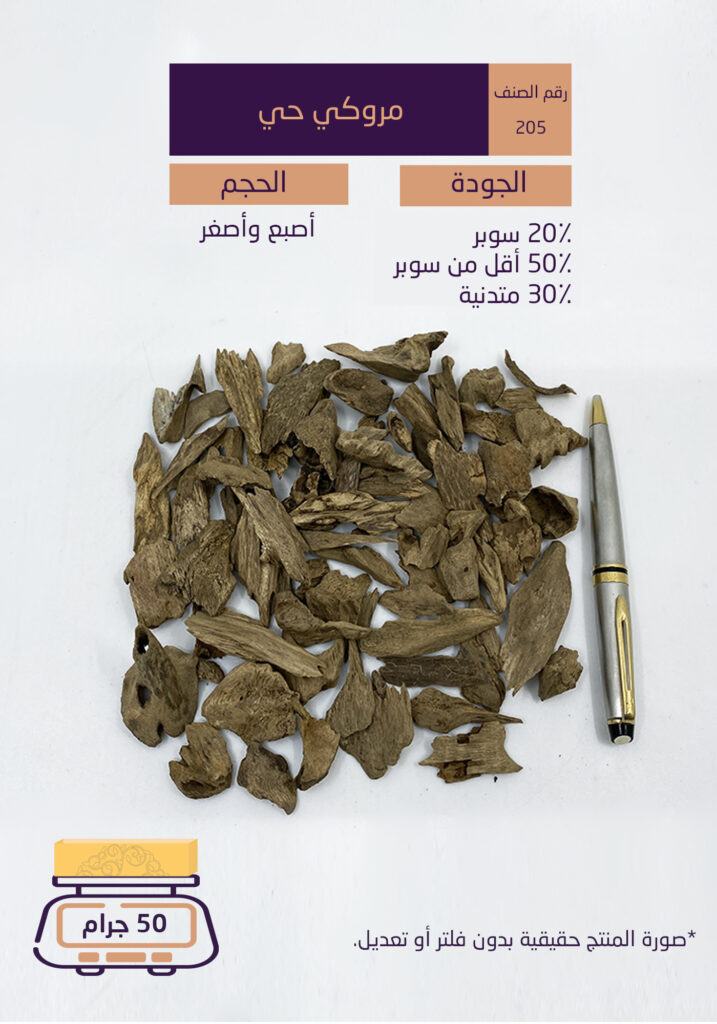 رقم الصنف
205
مروكي حي
الجودة
20٪ سوبر
50٪ أقل من سوبر
30٪ متدنية
الحجم
أصبع وأصغر
50 جرام
*صورة المنتج حقيقية بدون فلتر أو تعديل.